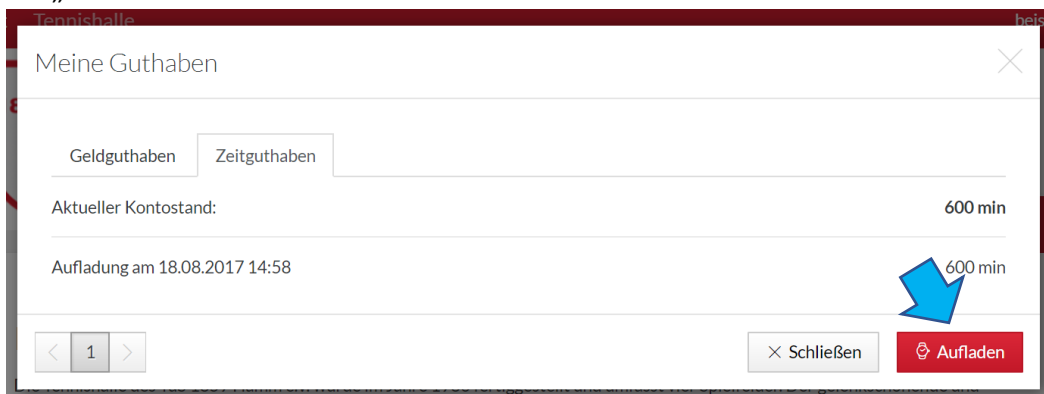 „
Tennishalle beis
Meine Guthaben
Geldguthaben Zeitguthaben
Aktueller Kontostand: 600 min
Aufladung am 18.08.2017 14:58 600 min
< 1 > × Schließen Aufladen